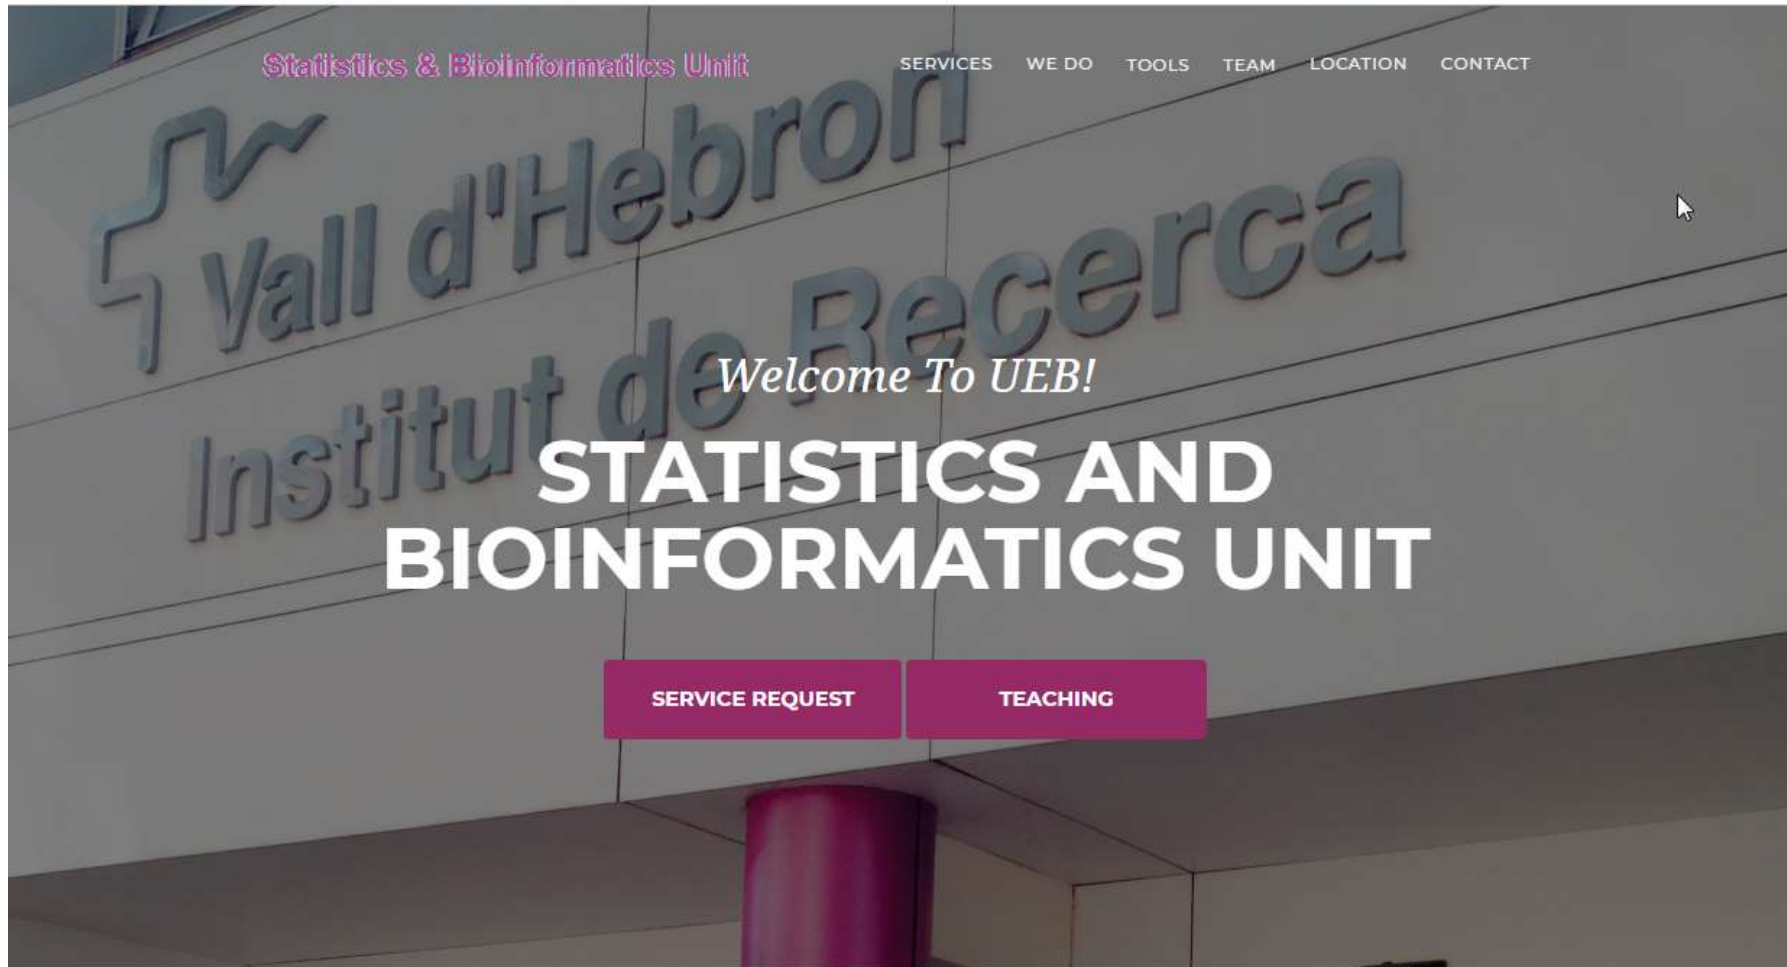 Statistics & Bioinformatics Unit
SERVICES WE DO TOOLS TEAM LOCATION CONTACT
Vall d'Hebron
Institut de Recerca
Welcome To UEB!
STATISTICS AND
BIOINFORMATICS UNIT
SERVICE REQUEST
TEACHING